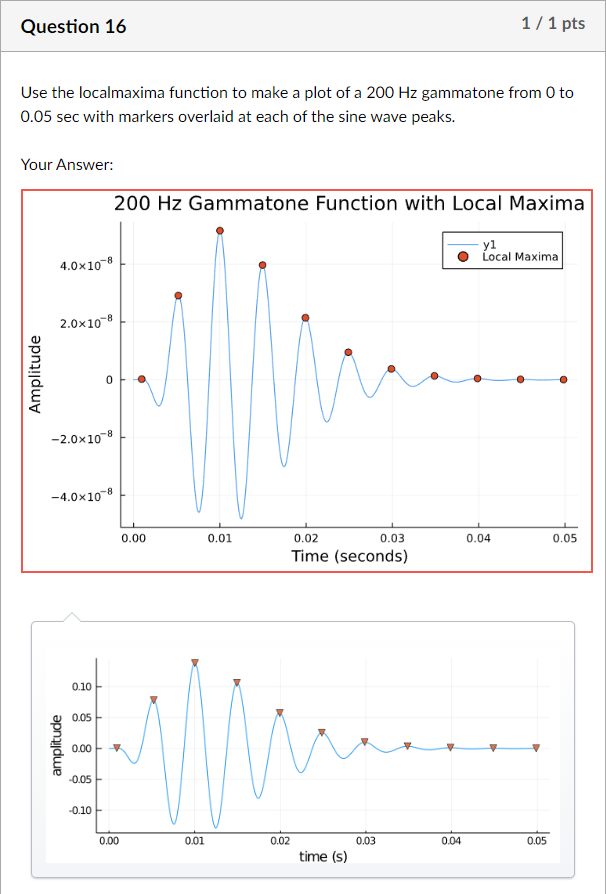 Question 16
1 / 1 pts
Use the localmaxima function to make a plot of a 200 Hz gammatone from 0 to
0.05 sec with markers overlaid at each of the sine wave peaks.
Your Answer:
200 Hz Gammatone Function with Local Maxima
y1
Local Maxima
Amplitude
4.0×10⁻⁸
2.0×10⁻⁸
0
−2.0×10⁻⁸
−4.0×10⁻⁸
0.00 0.01 0.02 0.03 0.04 0.05
Time (seconds)
amplitude
0.10
0.05
0.00
-0.05
-0.10
0.00 0.01 0.02 0.03 0.04 0.05
time (s)